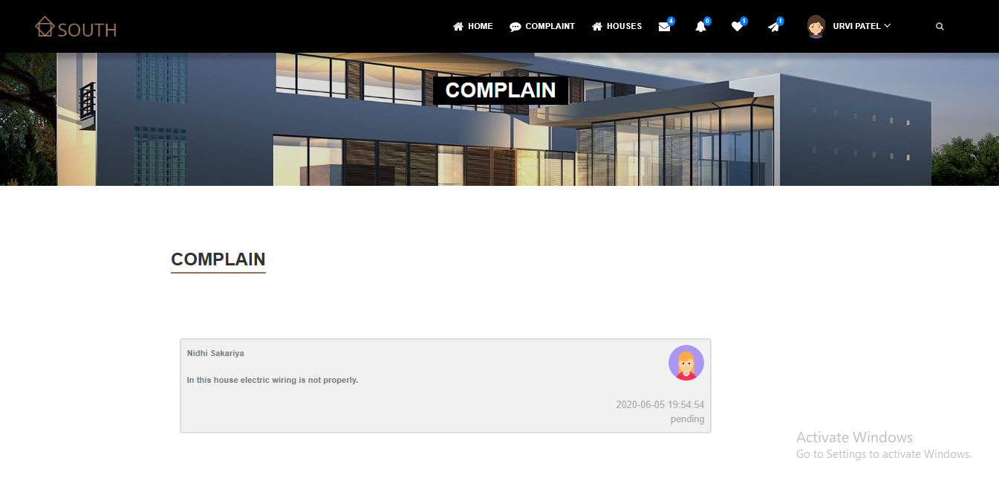 SOUTH
HOME COMPLAINT HOUSES 4 0 1 1 URVI PATEL
COMPLAIN
COMPLAIN
Nidhi Sakariya
In this house electric wiring is not properly.
2020-06-05 19:54:54
pending
Activate Windows
Go to Settings to activate Windows.